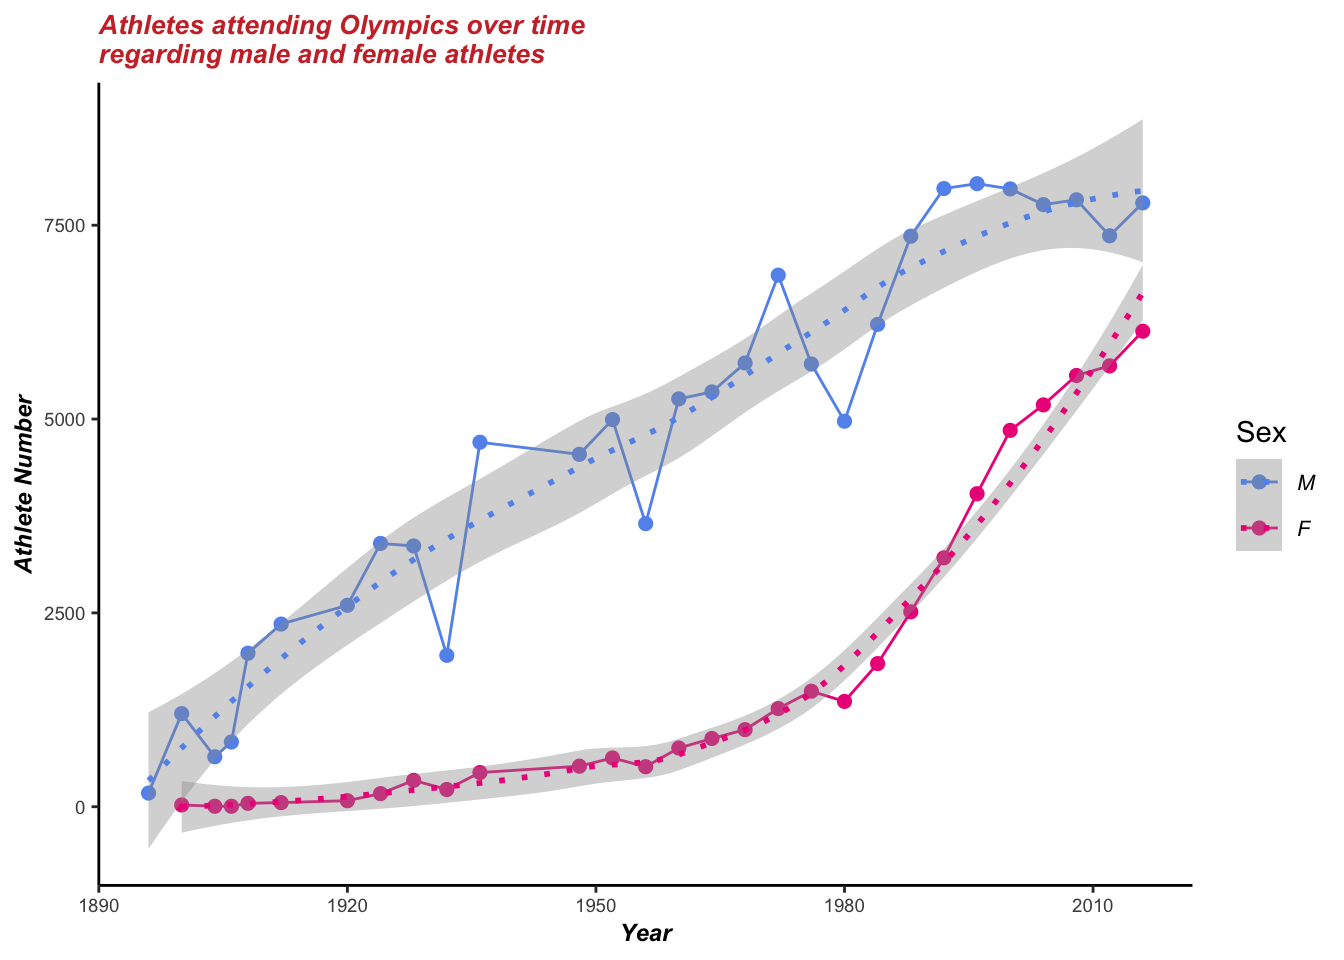 Athletes attending Olympics over time
regarding male and female athletes
Athlete Number
7500
5000
2500
0
1890
1920
1950
1980
2010
Year
Sex
M
F